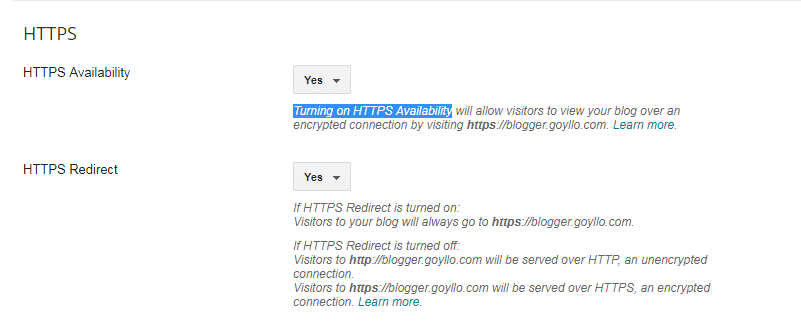 HTTPS
HTTPS Availability
Yes
Turning on HTTPS Availability will allow visitors to view your blog over an
encrypted connection by visiting https://blogger.goyllo.com. Learn more.
HTTPS Redirect
Yes
If HTTPS Redirect is turned on:
Visitors to your blog will always go to https://blogger.goyllo.com.
If HTTPS Redirect is turned off:
Visitors to http://blogger.goyllo.com will be served over HTTP, an unencrypted
connection.
Visitors to https://blogger.goyllo.com will be served over HTTPS, an encrypted
connection. Learn more.